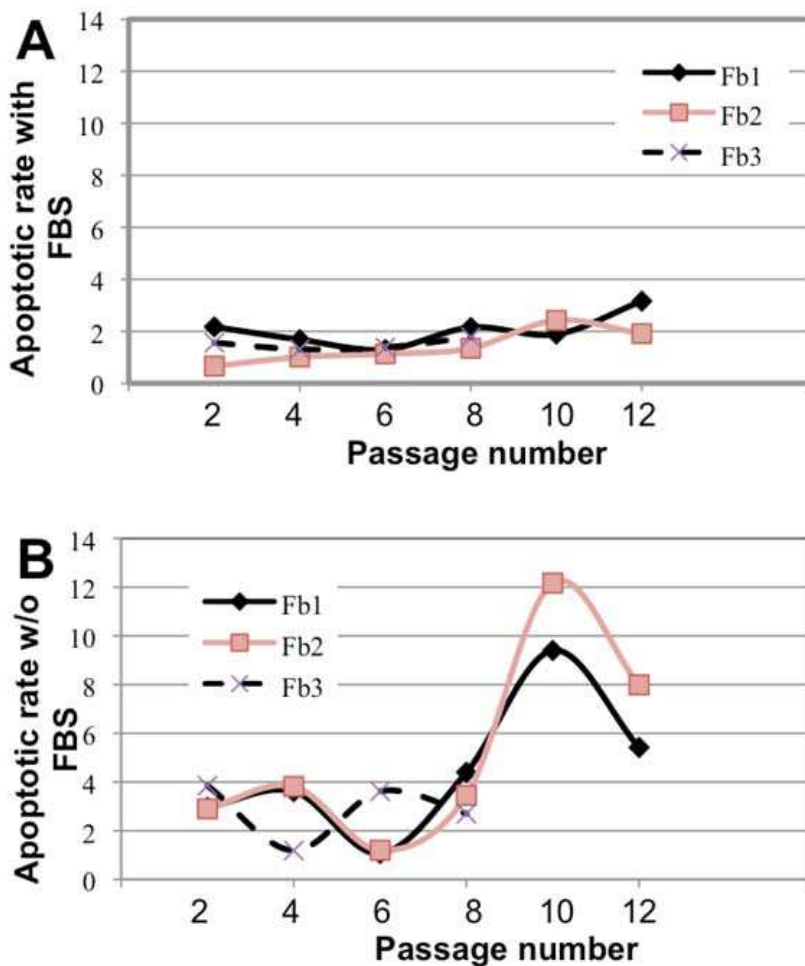 A
Apoptotic rate with
FBS
14
12
10
8
6
4
2
0
Fb1
Fb2
Fb3
2 4 6 8 10 12
Passage number
B
Apoptotic rate w/o
FBS
14
12
10
8
6
4
2
0
Fb1
Fb2
Fb3
2 4 6 8 10 12
Passage number